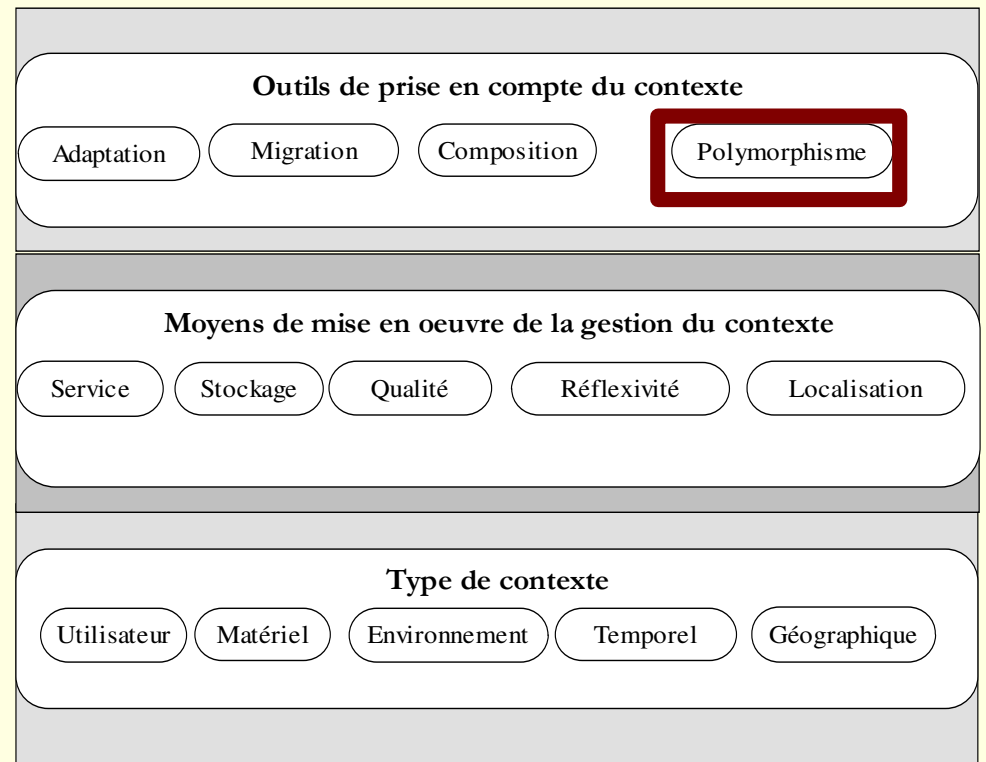 Outils de prise en compte du contexte
Adaptation Migration Composition Polymorphisme
Moyens de mise en oeuvre de la gestion du contexte
Service Stockage Qualité Réflexivité Localisation
Type de contexte
Utilisateur Matériel Environnement Temporel Géographique